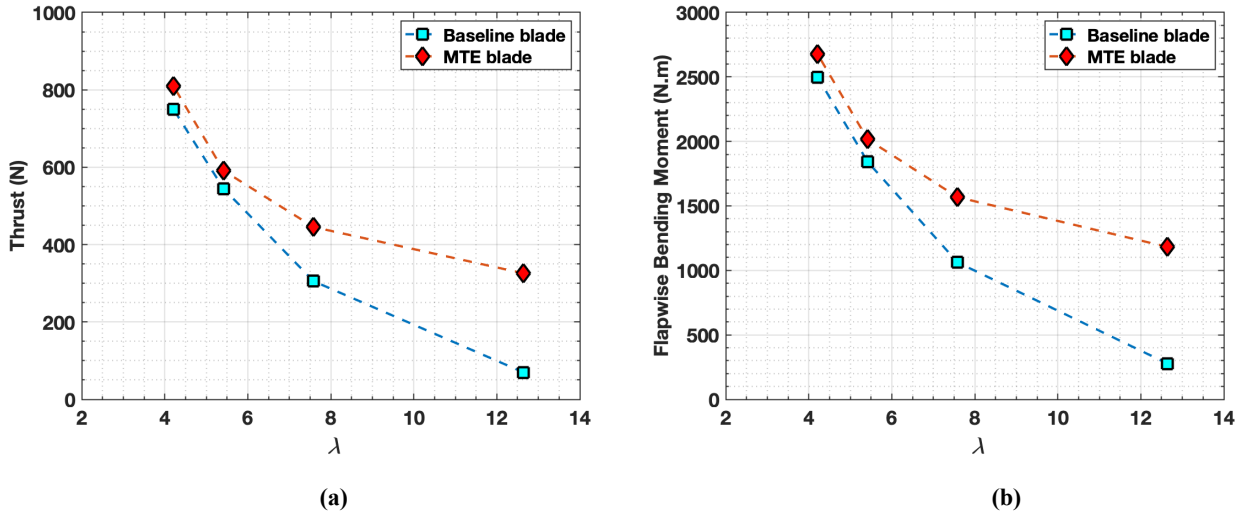 1000
800
600
400
200
0
Thrust (N)
Baseline blade
MTE blade
2 4 6 8 10 12 14
λ
(a)
3000
2500
2000
1500
1000
500
0
Flapwise Bending Moment (N.m)
Baseline blade
MTE blade
2 4 6 8 10 12 14
λ
(b)